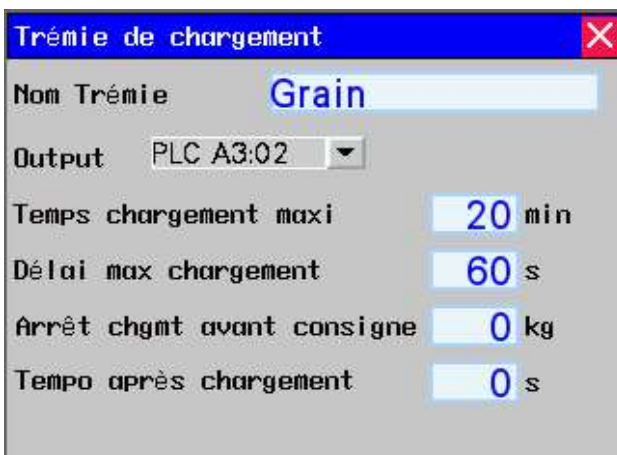 Trémie de chargement
Nom Trémie Grain
Output PLC A3:02
Temps chargement maxi 20 min
Délai max chargement 60 s
Arrêt chgmt avant consigne 0 kg
Tempo après chargement 0 s